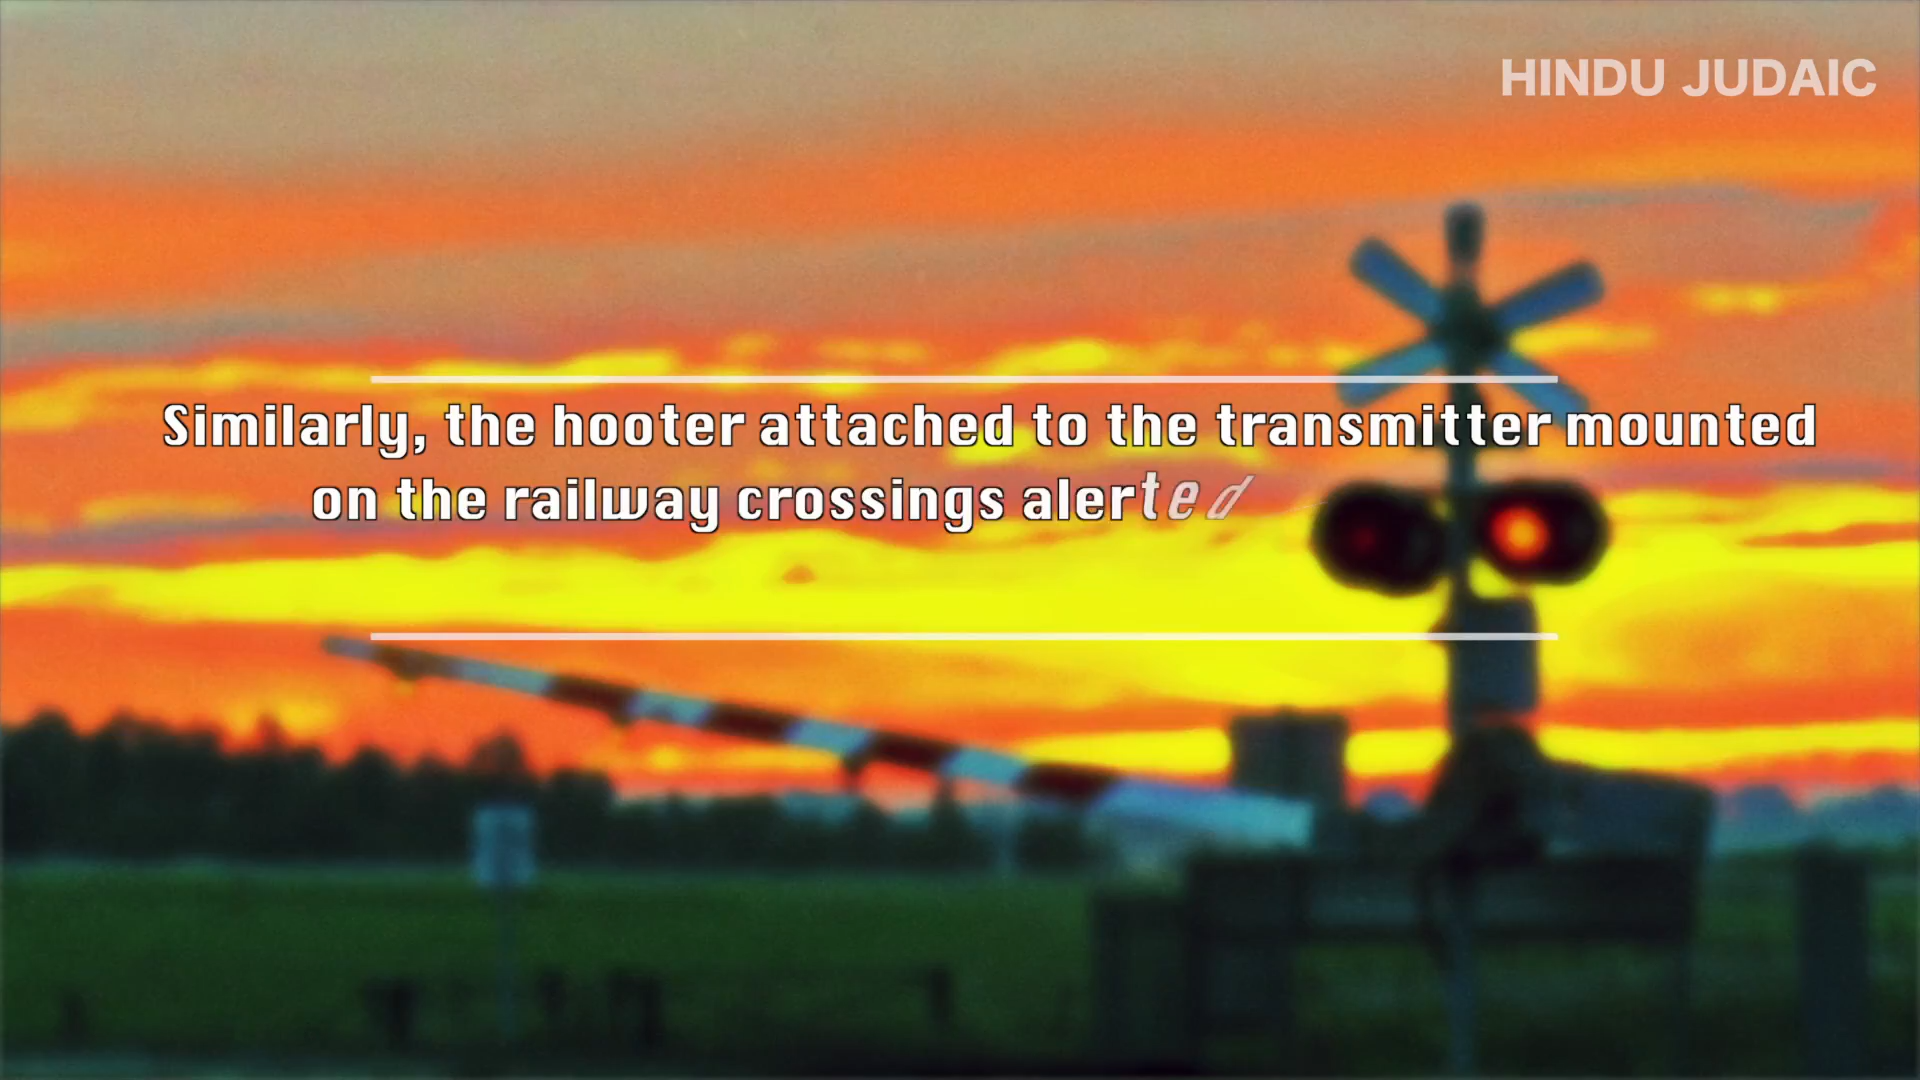 HINDU JUDAIC
Similarly, the hooter attached to the transmitter mounted
on the railway crossings alerted